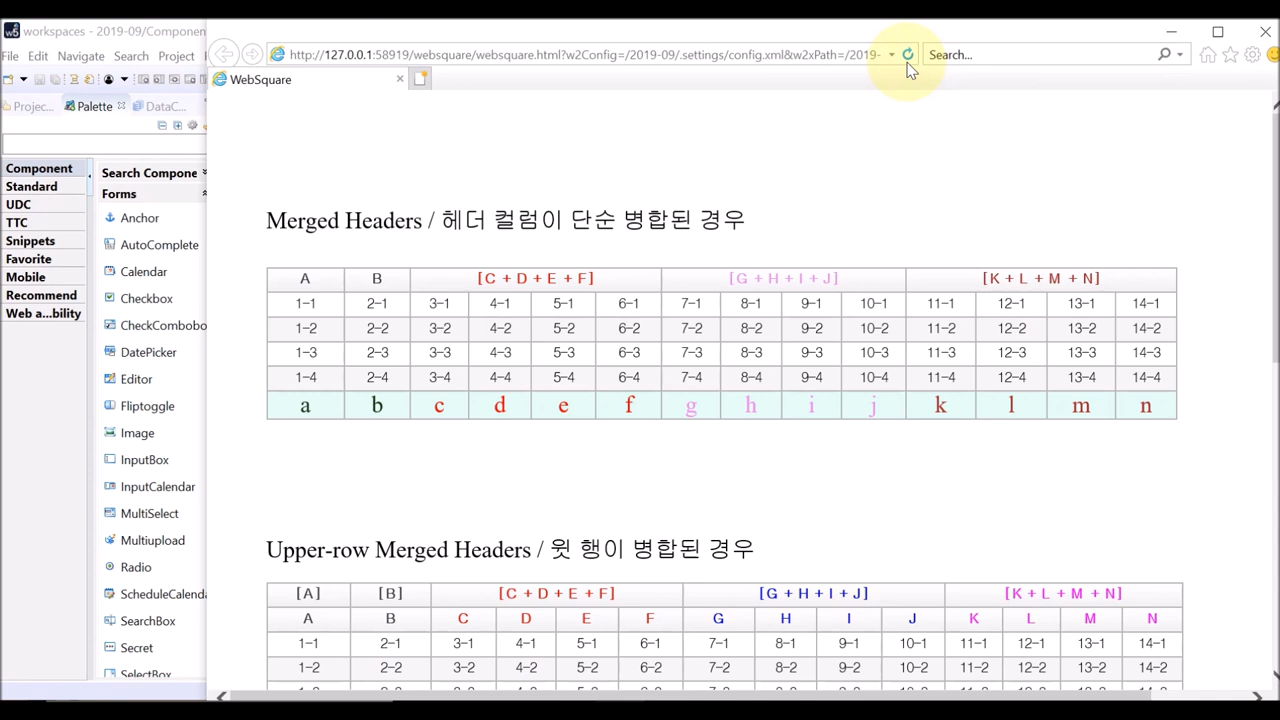 workspaces - 2019-09/Componen
File Edit Navigate Search
http://127.0.0.1:58919/websquare/websquare.html?w2xConfig=/2019-09/.settings/config.xml&w2xPath=/2019-
Search...
WebSquare
Projec... Palette DataC...
Component
Standard
UDC
TTC
Snippets
Favorite
Mobile
Recommend
Web a...bility
Search Compone
Forms
Anchor
AutoComplete
Calendar
Checkbox
CheckCombobo
DatePicker
Editor
Fliptoggle
Image
InputBox
InputCalendar
MultiSelect
Multiupload
Radio
ScheduleCalenda
SearchBox
Secret
SelectBox
Merged Headers / 헤더 컬럼이 단순 병합된 경우
A B [C + D + E + F] [G + H + I + J] [K + L + M + N]
1-1 2-1 3-1 4-1 5-1 6-1 7-1 8-1 9-1 10-1 11-1 12-1 13-1 14-1
1-2 2-2 3-2 4-2 5-2 6-2 7-2 8-2 9-2 10-2 11-2 12-2 13-2 14-2
1-3 2-3 3-3 4-3 5-3 6-3 7-3 8-3 9-3 10-3 11-3 12-3 13-3 14-3
1-4 2-4 3-4 4-4 5-4 6-4 7-4 8-4 9-4 10-4 11-4 12-4 13-4 14-4
a b c d e f g h i j k l m n
Upper-row Merged Headers / 윗 행이 병합된 경우
[A] [B] [C + D + E + F] [G + H + I + J] [K + L + M + N]
A B C D E F G H I J K L M N
1-1 2-1 3-1 4-1 5-1 6-1 7-1 8-1 9-1 10-1 11-1 12-1 13-1 14-1
1-2 2-2 3-2 4-2 5-2 6-2 7-2 8-2 9-2 10-2 11-2 12-2 13-2 14-2